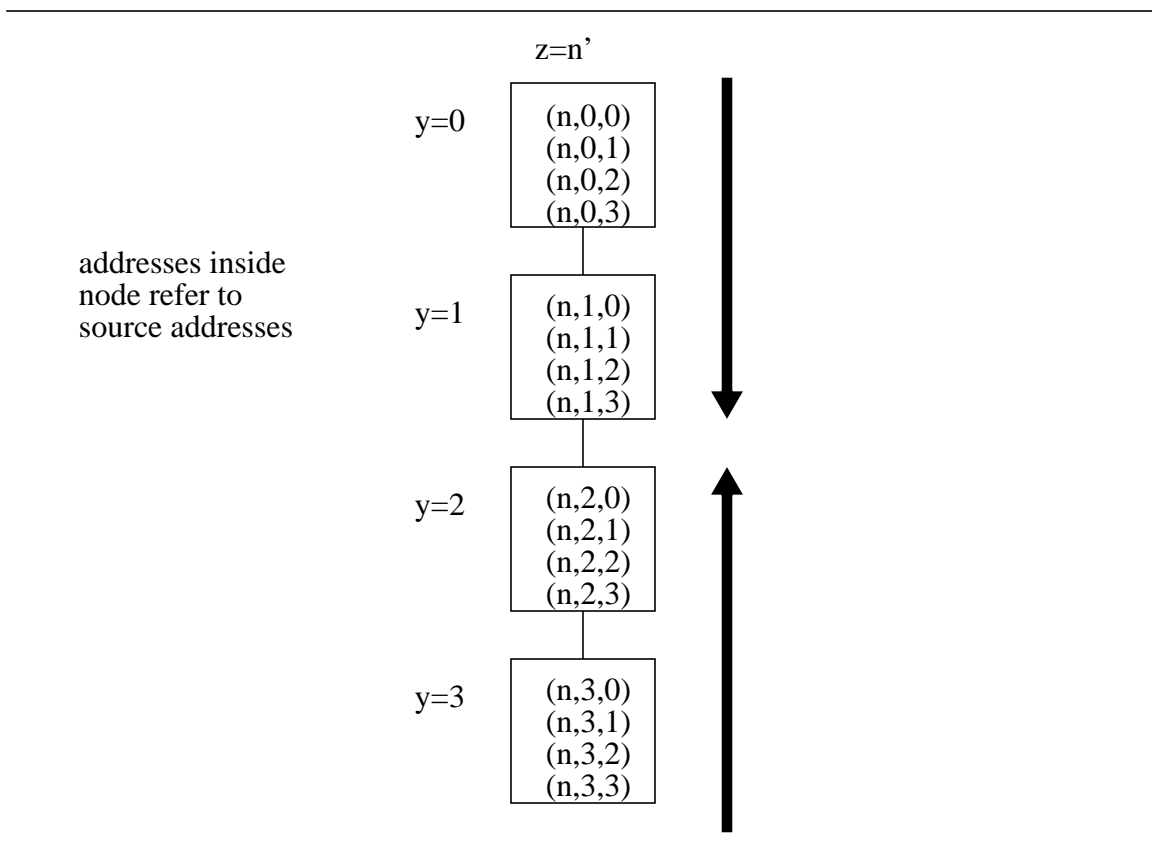 z=n’
y=0
(n,0,0)
(n,0,1)
(n,0,2)
(n,0,3)
addresses inside
node refer to
source addresses
y=1
(n,1,0)
(n,1,1)
(n,1,2)
(n,1,3)
y=2
(n,2,0)
(n,2,1)
(n,2,2)
(n,2,3)
y=3
(n,3,0)
(n,3,1)
(n,3,2)
(n,3,3)